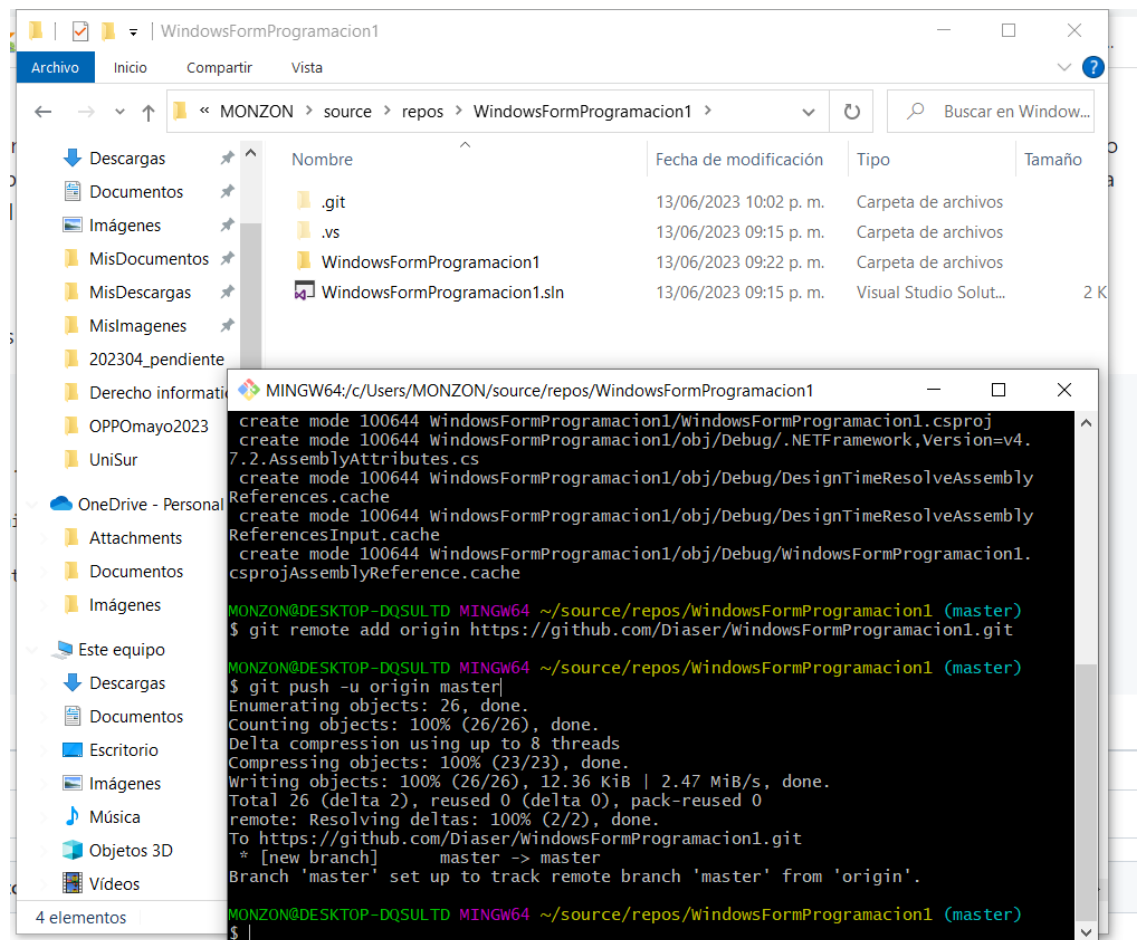 WindowsFormProgramacion1
Archivo Inicio Compartir Vista
« MONZON > source > repos > WindowsFormProgramacion1 > Buscar en Window...
Nombre Fecha de modificación Tipo Tamaño
.git 13/06/2023 10:02 p. m. Carpeta de archivos
.vs 13/06/2023 09:15 p. m. Carpeta de archivos
WindowsFormProgramacion1 13/06/2023 09:22 p. m. Carpeta de archivos
WindowsFormProgramacion1.sln 13/06/2023 09:15 p. m. Visual Studio Solut... 2 K
Descargas
Documentos
Imágenes
MisDocumentos
MisDescargas
MisImagenes
202304_pendiente
Derecho informati
OPPOmayo2023
UniSur
OneDrive - Personal
Attachments
Documentos
Imágenes
Este equipo
Descargas
Documentos
Escritorio
Imágenes
Música
Objetos 3D
Vídeos
4 elementos
MINGW64:/c/Users/MONZON/source/repos/WindowsFormProgramacion1
create mode 100644 WindowsFormProgramacion1/WindowsFormProgramacion1.csproj
create mode 100644 WindowsFormProgramacion1/obj/Debug/.NETFramework,Version=v4.
7.2.AssemblyAttributes.cs
create mode 100644 WindowsFormProgramacion1/obj/Debug/DesignTimeResolveAssembly
References.cache
create mode 100644 WindowsFormProgramacion1/obj/Debug/DesignTimeResolveAssembly
ReferencesInput.cache
create mode 100644 WindowsFormProgramacion1/obj/Debug/WindowsFormProgramacion1.
csprojAssemblyReference.cache
MONZON@DESKTOP-DQSULTD MINGW64 ~/source/repos/WindowsFormProgramacion1 (master)
$ git remote add origin https://github.com/Diaser/WindowsFormProgramacion1.git
MONZON@DESKTOP-DQSULTD MINGW64 ~/source/repos/WindowsFormProgramacion1 (master)
$ git push -u origin master
Enumerating objects: 26, done.
Counting objects: 100% (26/26), done.
Delta compression using up to 8 threads
Compressing objects: 100% (23/23), done.
Writing objects: 100% (26/26), 12.36 KiB | 2.47 MiB/s, done.
Total 26 (delta 2), reused 0 (delta 0), pack-reused 0
remote: Resolving deltas: 100% (2/2), done.
To https://github.com/Diaser/WindowsFormProgramacion1.git
* [new branch] master -> master
Branch 'master' set up to track remote branch 'master' from 'origin'.
MONZON@DESKTOP-DQSULTD MINGW64 ~/source/repos/WindowsFormProgramacion1 (master)
$